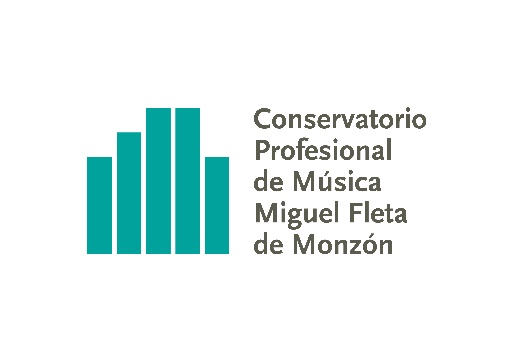 Conservatorio
Profesional
de Música
Miguel Fleta
de Monzón